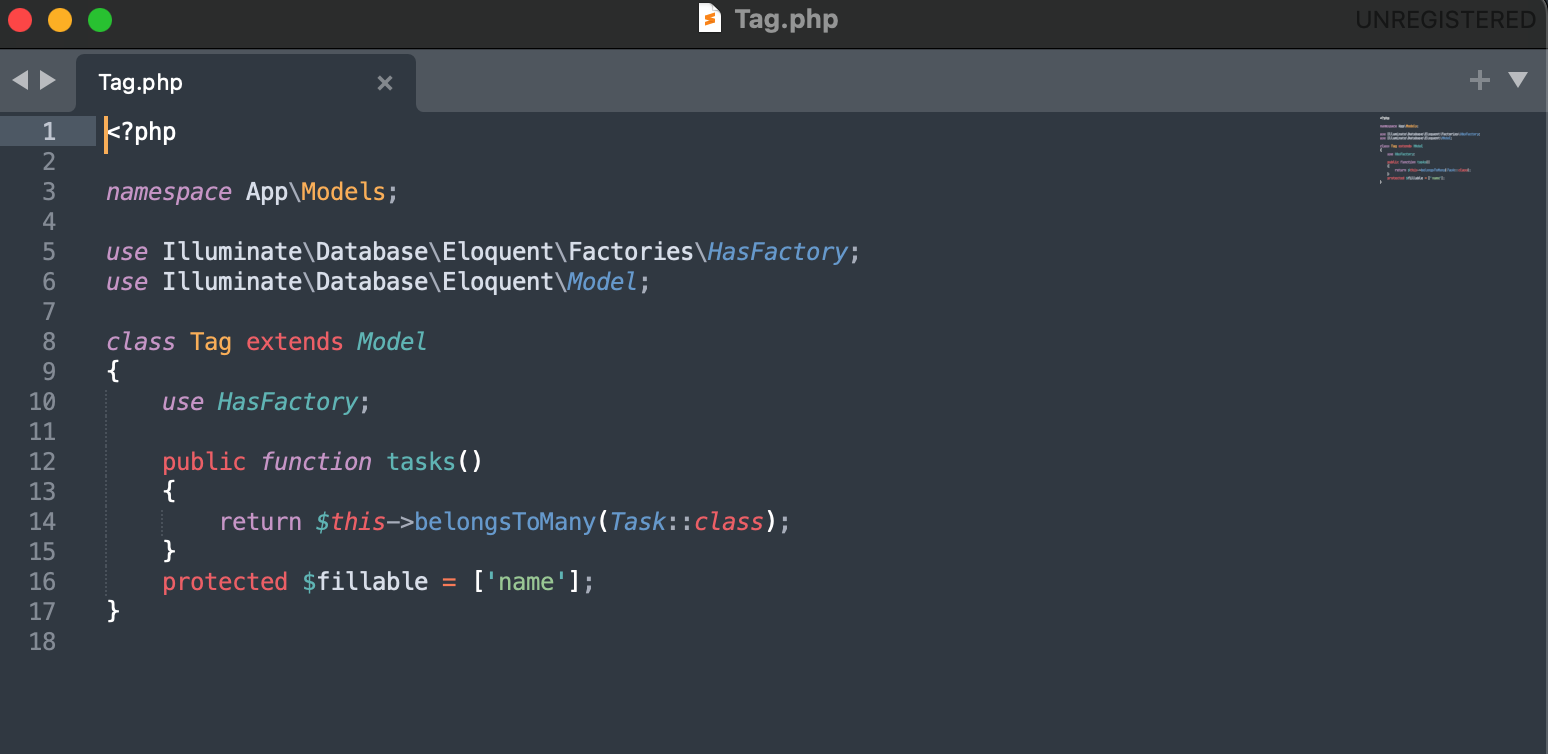 Tag.php
UNREGISTERED
Tag.php
1 <?php
2
3 namespace App\Models;
4
5 use Illuminate\Database\Eloquent\Factories\HasFactory;
6 use Illuminate\Database\Eloquent\Model;
7
8 class Tag extends Model
9 {
10     use HasFactory;
11
12     public function tasks()
13     {
14         return $this->belongsToMany(Task::class);
15     }
16     protected $fillable = ['name'];
17 }
18